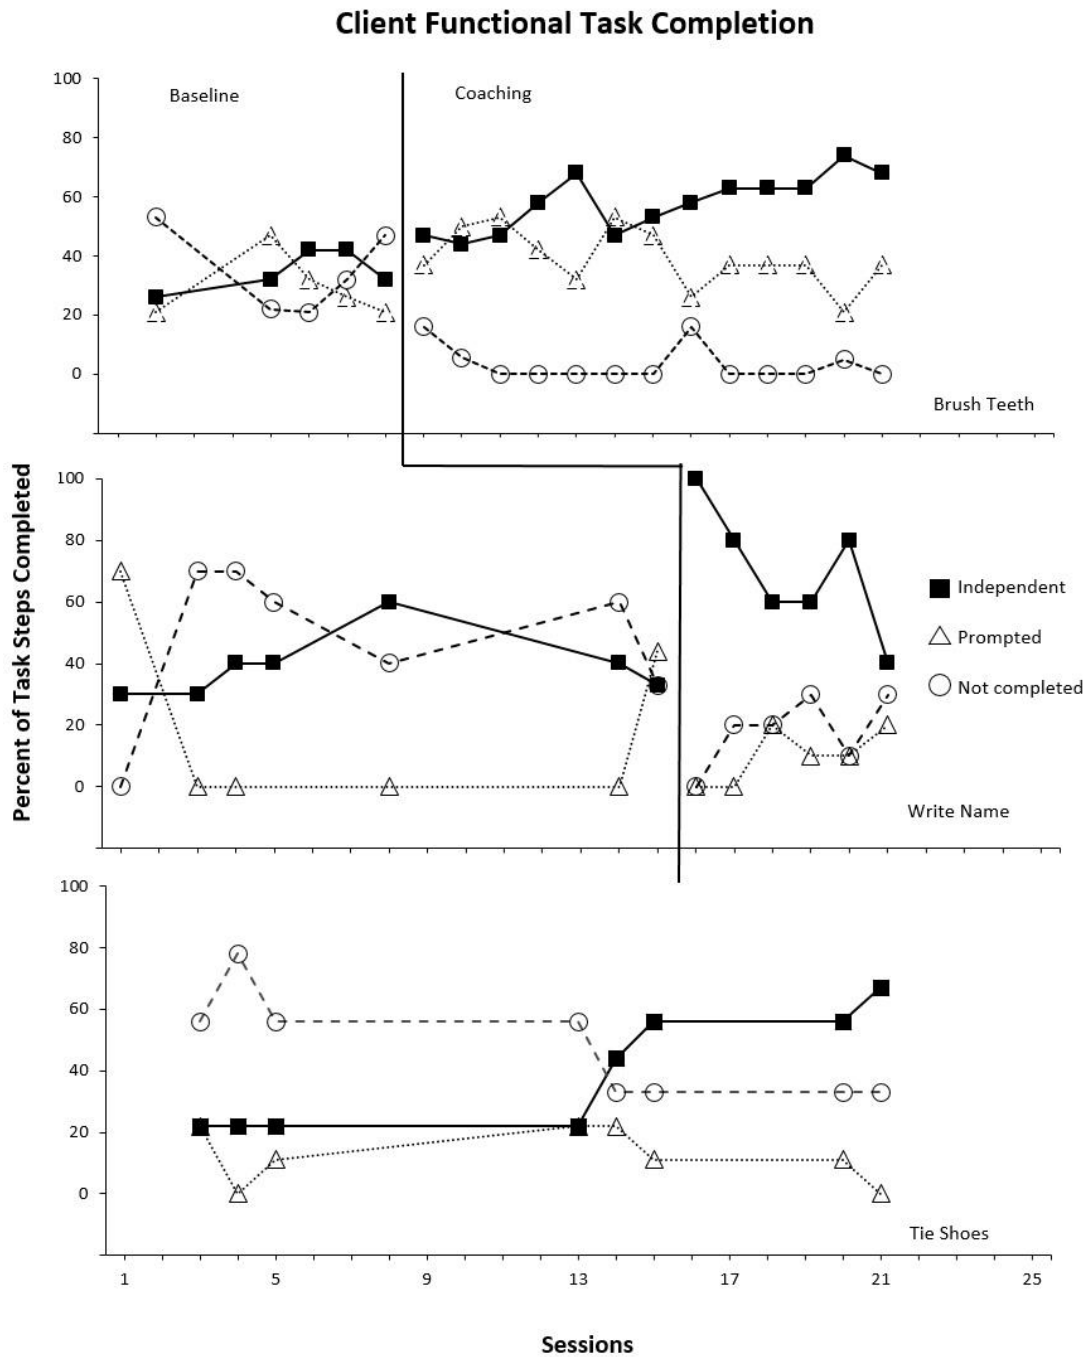 Client Functional Task Completion
Baseline
Coaching
100
80
60
40
20
0
Brush Teeth
Percent of Task Steps Completed
100
80
60
40
20
0
Independent
Prompted
Not completed
Write Name
100
80
60
40
20
0
Tie Shoes
1 5 9 13 17 21 25
Sessions